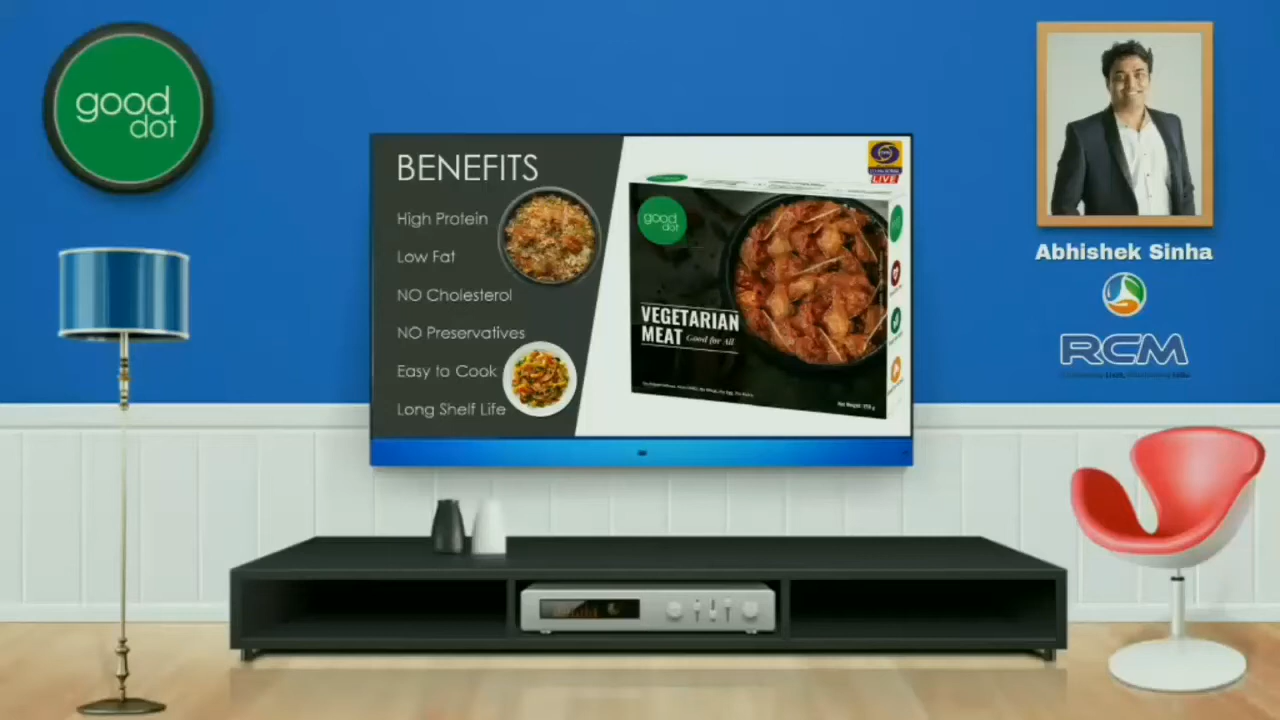 good
dot
BENEFITS
High Protein
Low Fat
NO Cholesterol
NO Preservatives
Easy to Cook
Long Shelf Life
LIVE
good
dot
VEGETARIAN
MEAT Good for All
Abhishek Sinha
RCM